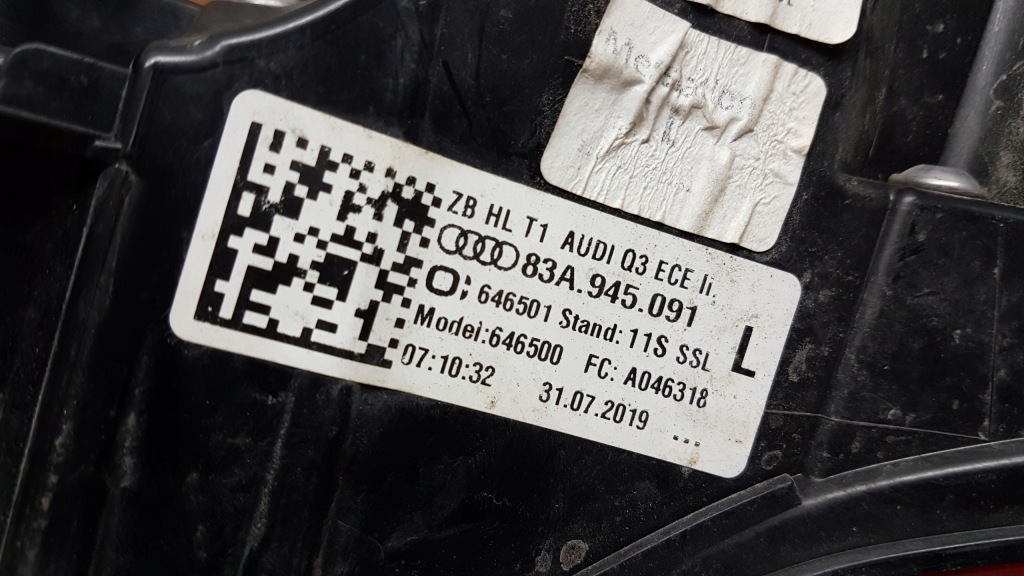 ZB HL T1 AUDI Q3 ECE li.
83A.945.091
O; 646501 Stand: 11S SSL
L
Model:646500 FC: A046318
07:10:32 31.07.2019 ...